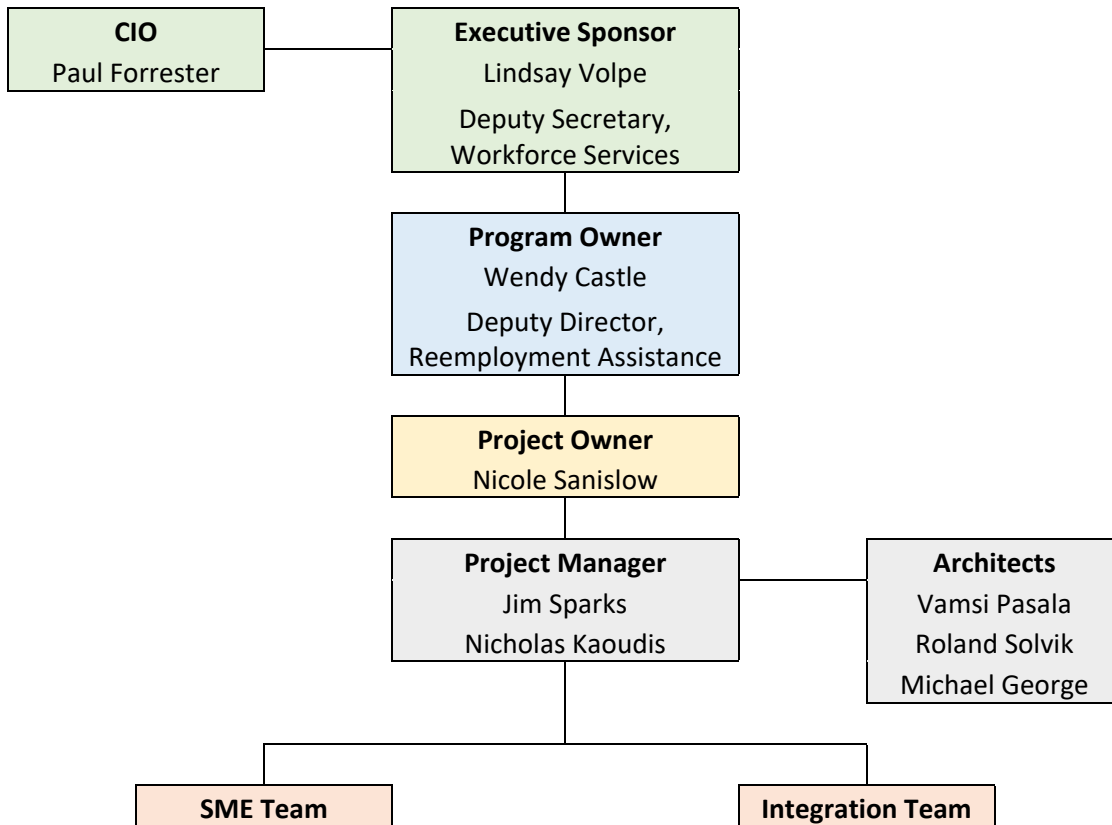 CIO
Paul Forrester
Executive Sponsor
Lindsay Volpe
Deputy Secretary,
Workforce Services
Program Owner
Wendy Castle
Deputy Director,
Reemployment Assistance
Project Owner
Nicole Sanislow
Project Manager
Jim Sparks
Nicholas Kaoudis
Architects
Vamsi Pasala
Roland Solvik
Michael George
SME Team
Integration Team